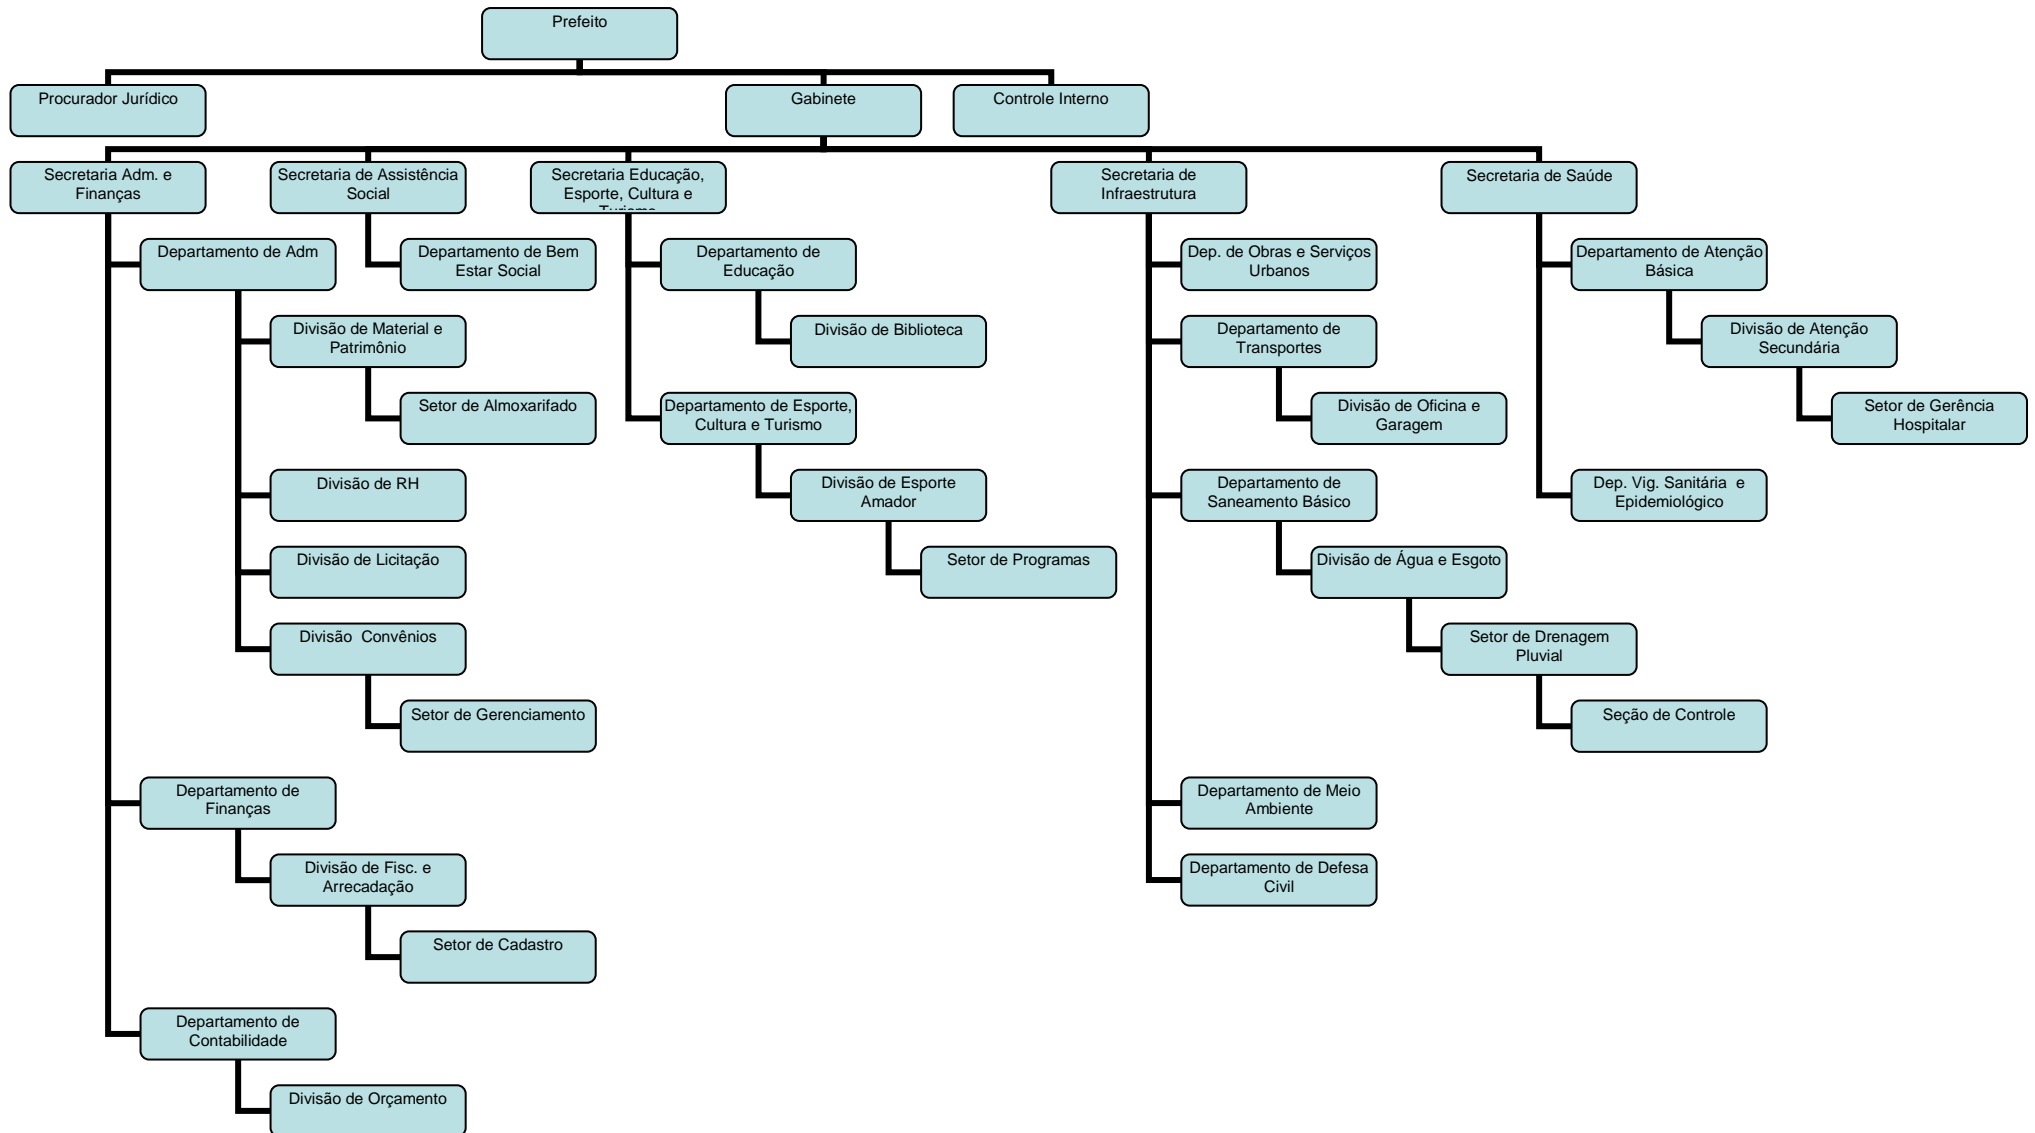 Prefeito
Procurador Jurídico
Gabinete
Controle Interno
Secretaria Adm. e
Finanças
Secretaria de Assistência
Social
Secretaria Educação,
Esporte, Cultura e
Turismo
Secretaria de
Infraestrutura
Secretaria de Saúde
Departamento de Adm
Departamento de Bem
Estar Social
Departamento de
Educação
Dep. de Obras e Serviços
Urbanos
Departamento de Atenção
Básica
Divisão de Material e
Patrimônio
Divisão de Biblioteca
Departamento de
Transportes
Divisão de Atenção
Secundária
Setor de Almoxarifado
Departamento de Esporte,
Cultura e Turismo
Divisão de Oficina e
Garagem
Setor de Gerência
Hospitalar
Divisão de RH
Divisão de Esporte
Amador
Departamento de
Saneamento Básico
Dep. Vig. Sanitária  e
Epidemiológico
Divisão de Licitação
Setor de Programas
Divisão de Água e Esgoto
Divisão  Convênios
Setor de Drenagem
Pluvial
Setor de Gerenciamento
Seção de Controle
Departamento de
Finanças
Departamento de Meio
Ambiente
Divisão de Fisc. e
Arrecadação
Departamento de Defesa
Civil
Setor de Cadastro
Departamento de
Contabilidade
Divisão de Orçamento